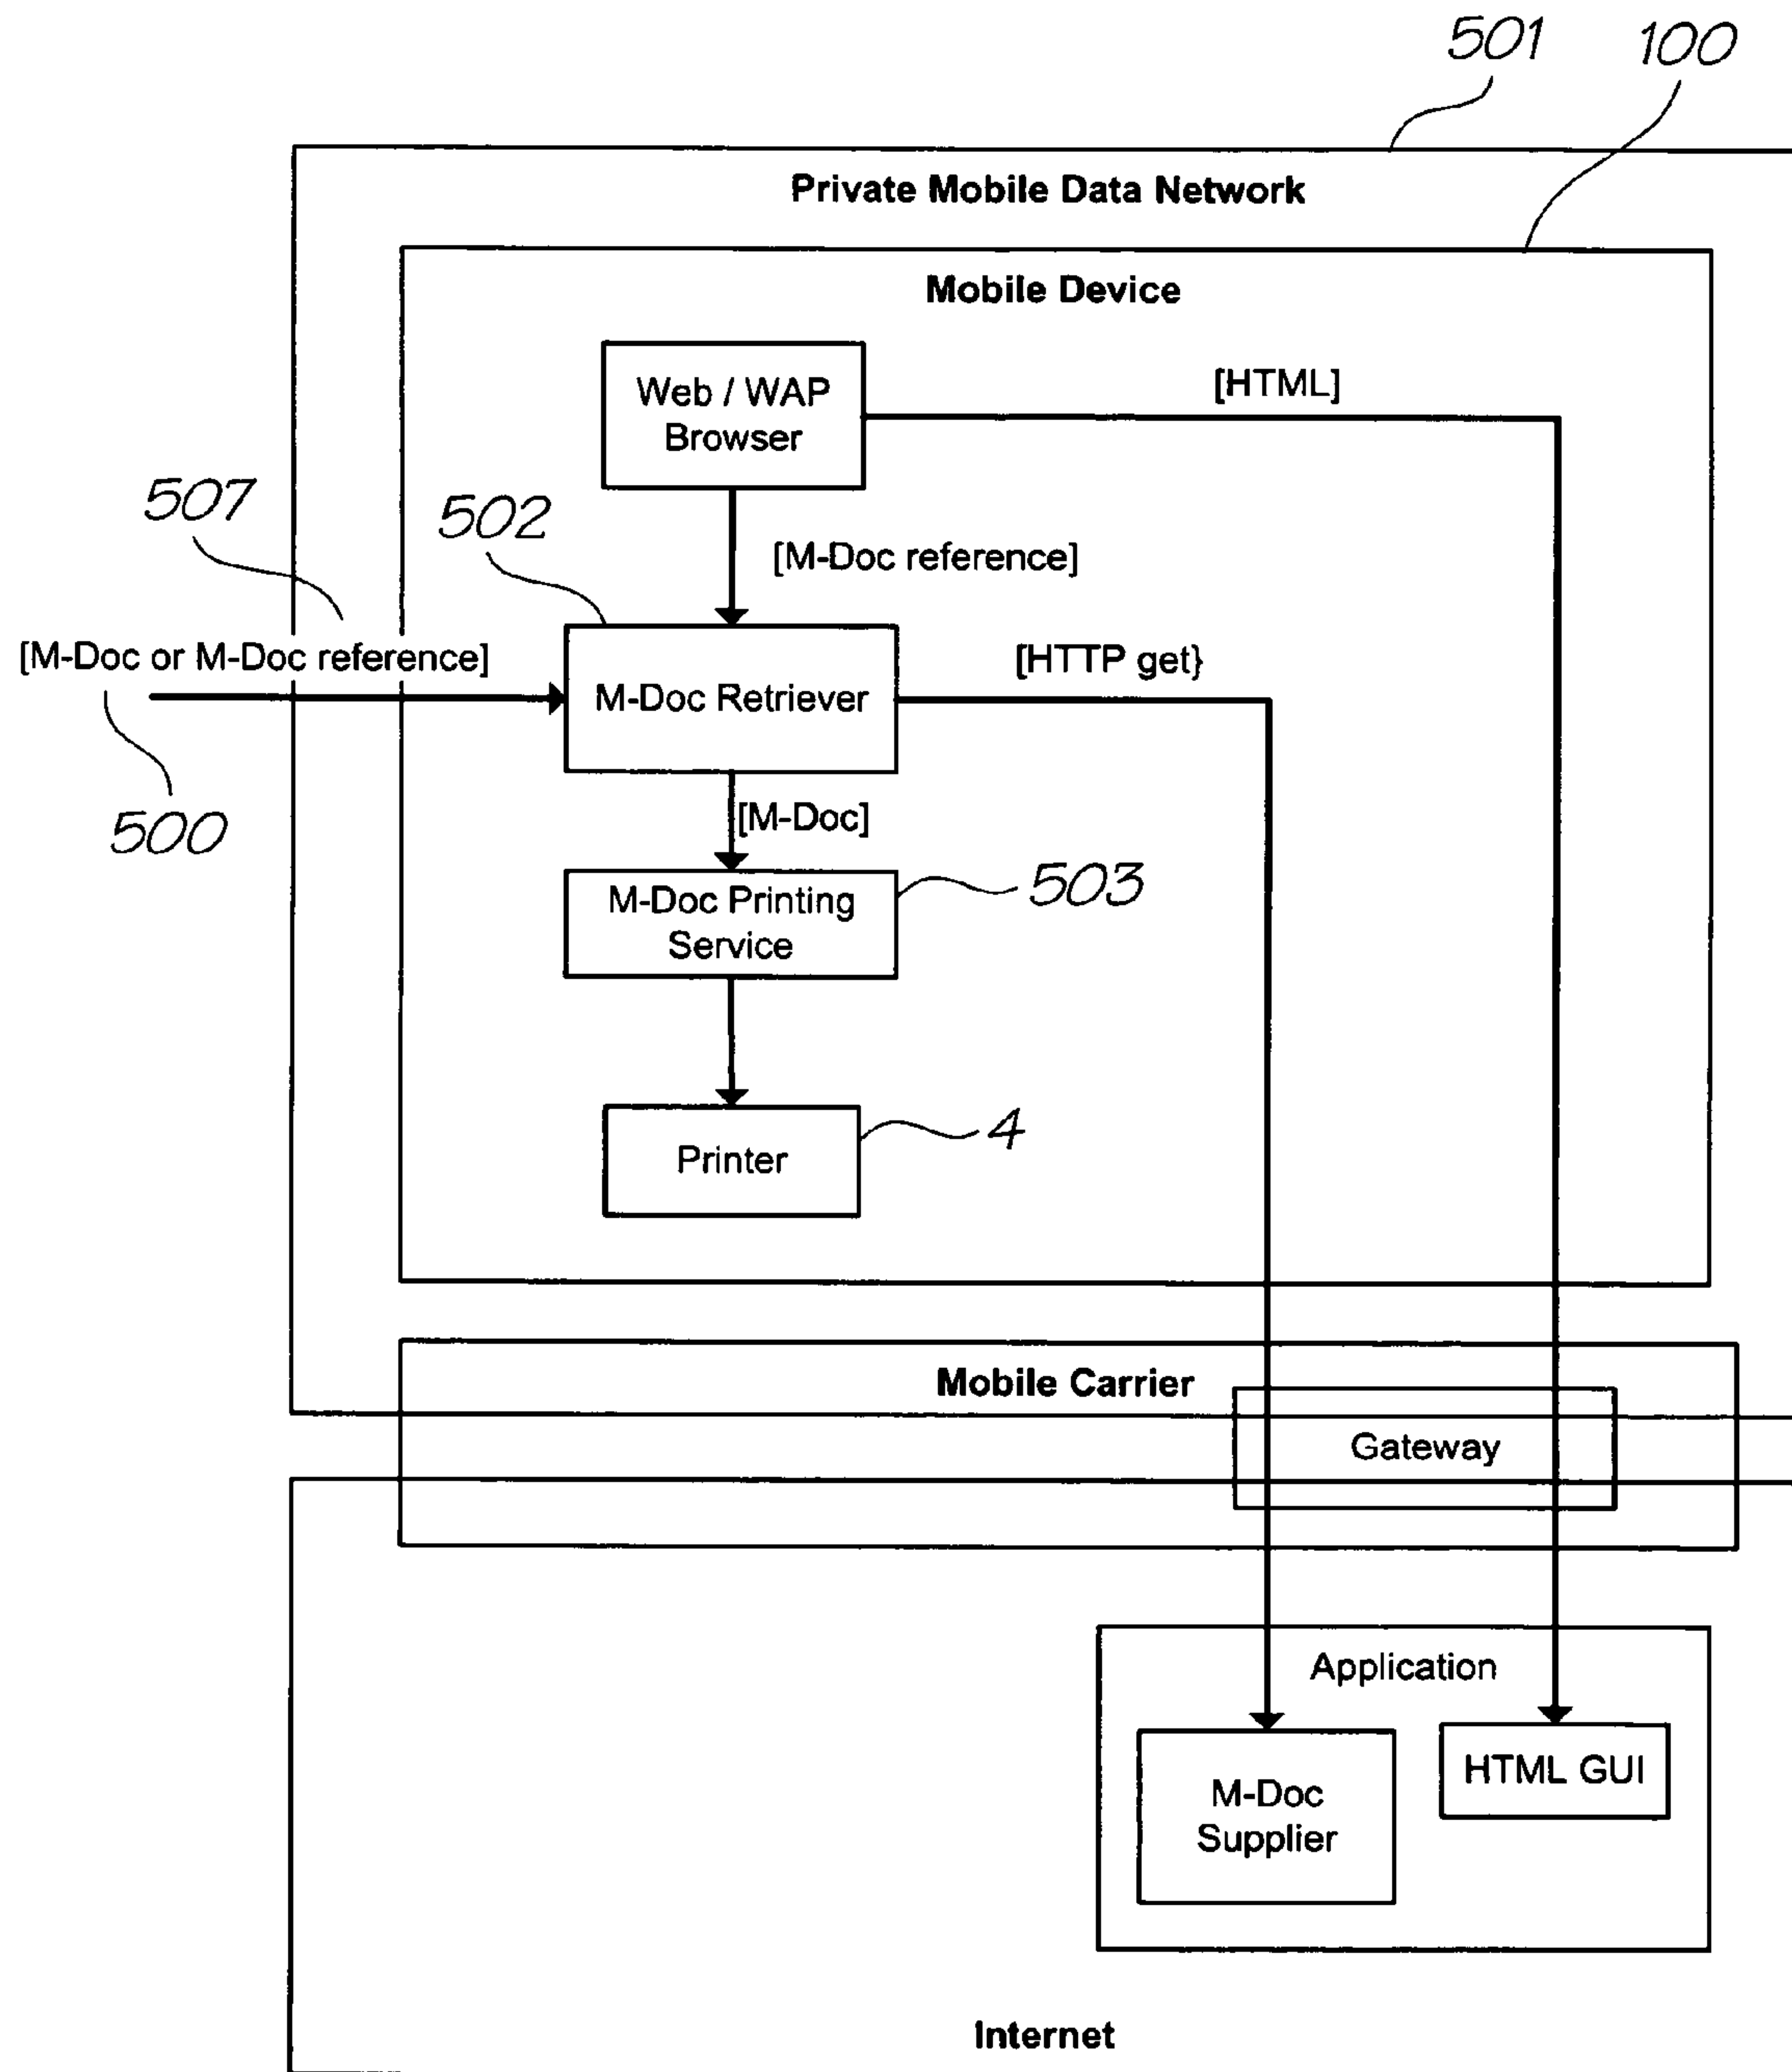 501
100
Private Mobile Data Network
Mobile Device
Web / WAP
Browser
[HTML]
507
502
[M-Doc reference]
[M-Doc or M-Doc reference]
[HTTP get}
M-Doc Retriever
500
[M-Doc]
M-Doc Printing
Service
503
Printer
4
Mobile Carrier
Gateway
Application
M-Doc
Supplier
HTML GUI
Internet